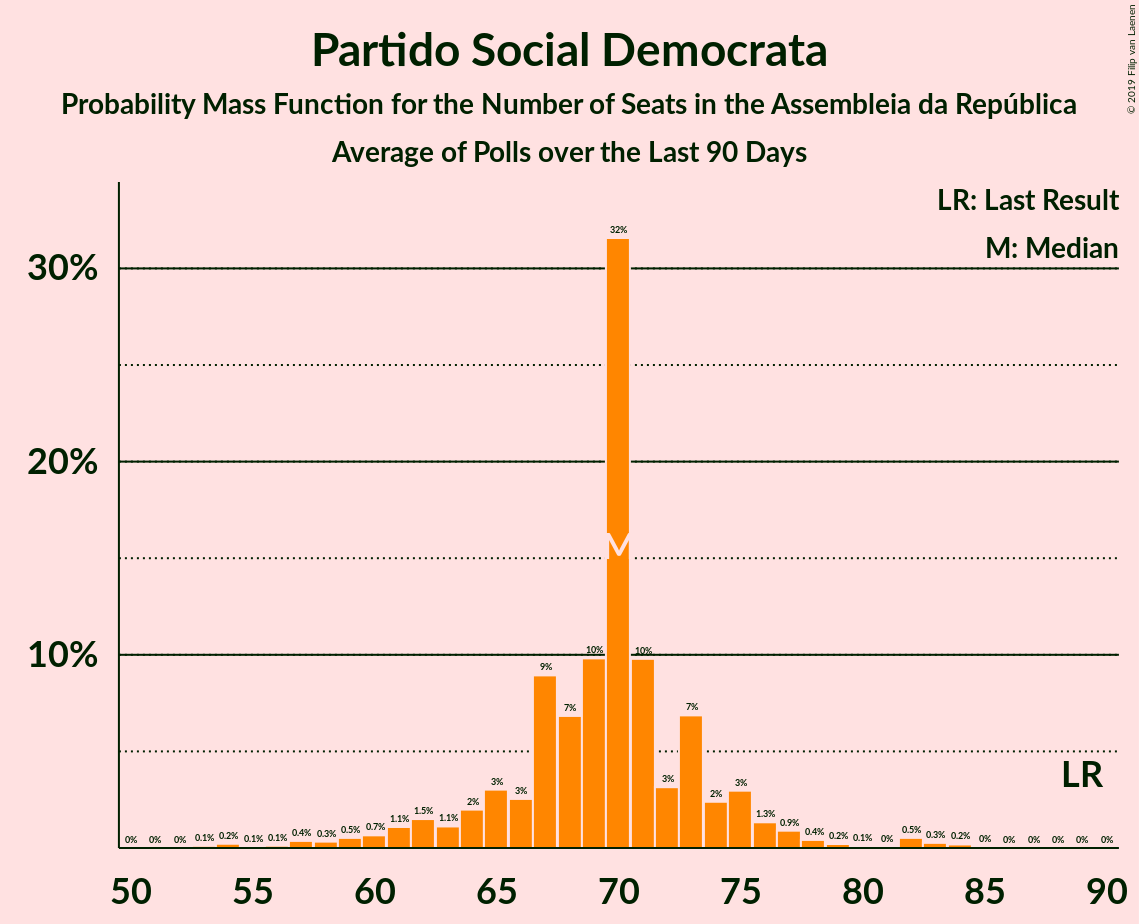 Partido Social Democrata
Probability Mass Function for the Number of Seats in the Assembleia da República
Average of Polls over the Last 90 Days
© 2019 Filip van Laenen
LR: Last Result
M: Median
30%
20%
10%
0% 0% 0% 0.1% 0.2% 0.1% 0.1% 0.4% 0.3% 0.5% 0.7% 1.1% 1.5% 1.1% 2% 3% 3% 9% 7% 10% 32% 10% 3% 7% 2% 3% 1.3% 0.9% 0.4% 0.2% 0.1% 0% 0.5% 0.3% 0.2% 0% 0% 0% 0% 0% 0%
M
LR
50 55 60 65 70 75 80 85 90